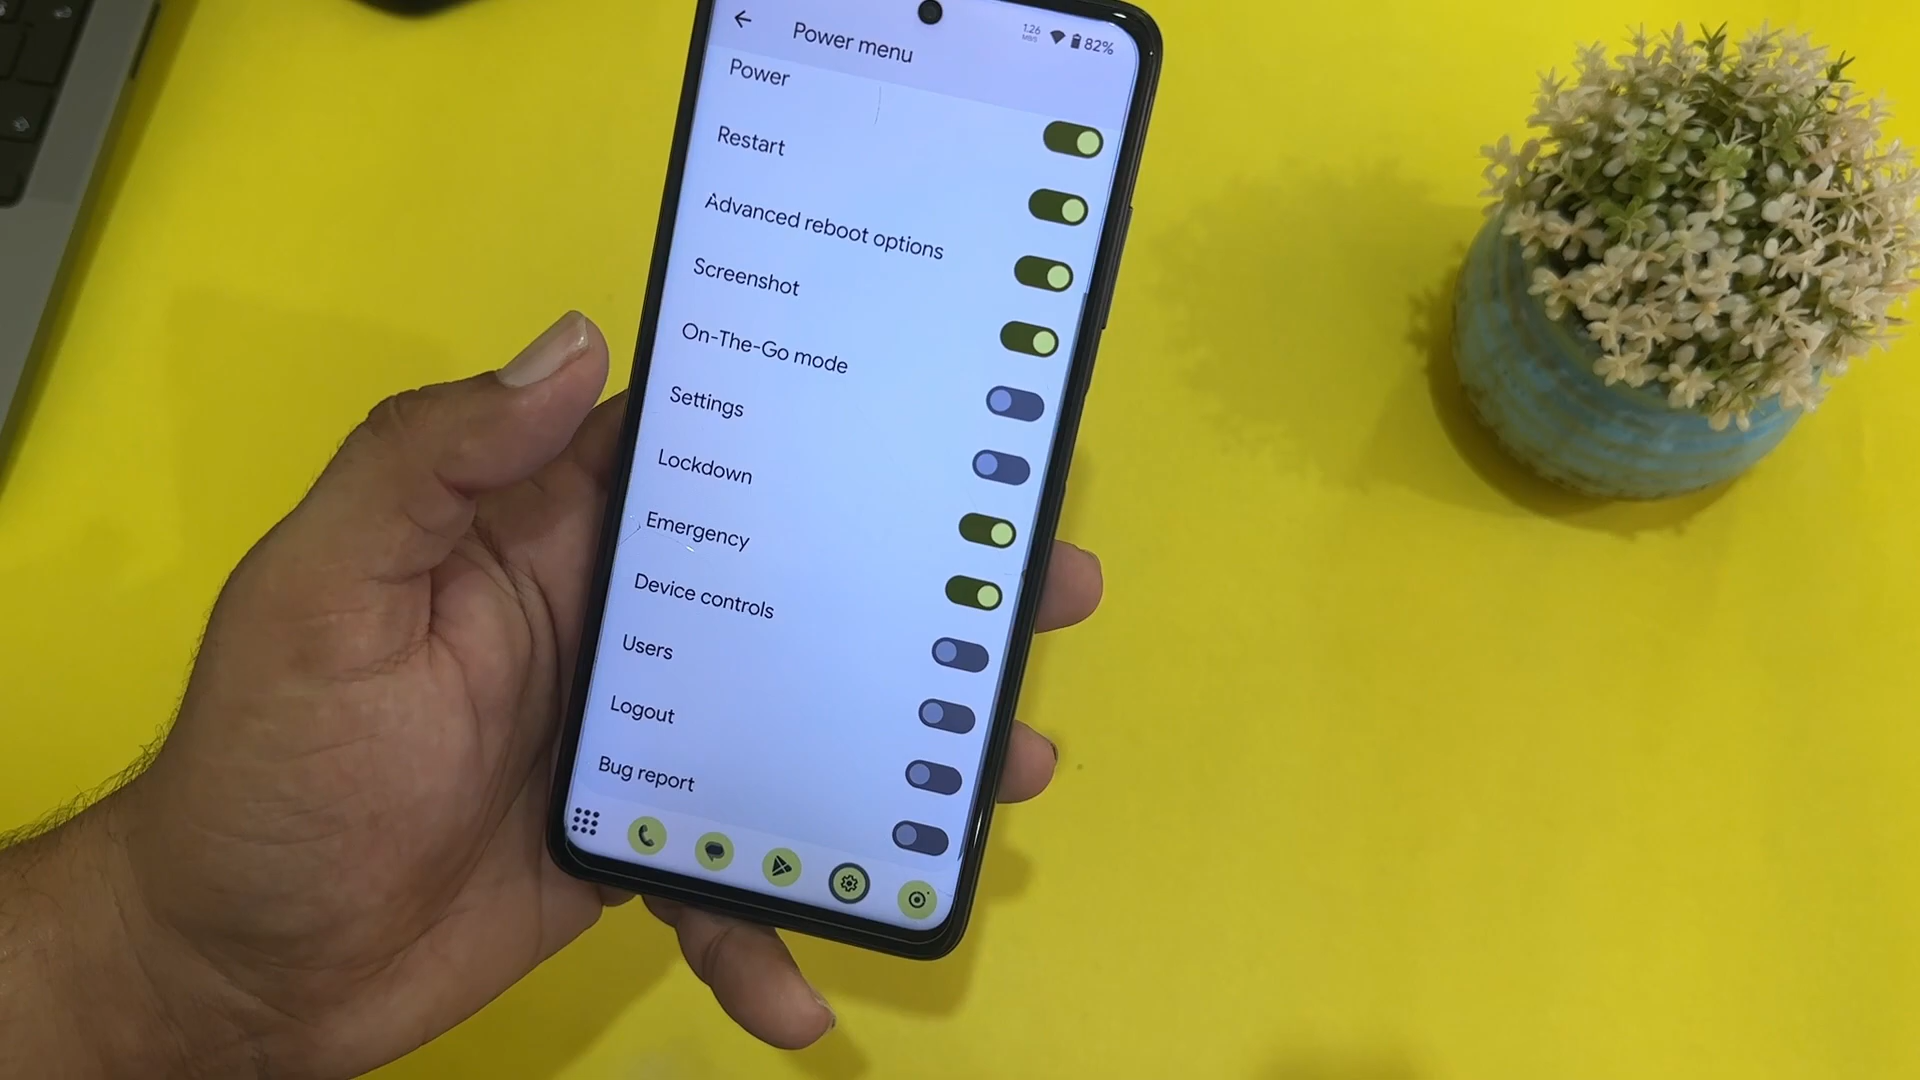 Power menu
1.26
MB/S
82%
Power
Restart
Advanced reboot options
Screenshot
On-The-Go mode
Settings
Lockdown
Emergency
Device controls
Users
Logout
Bug report